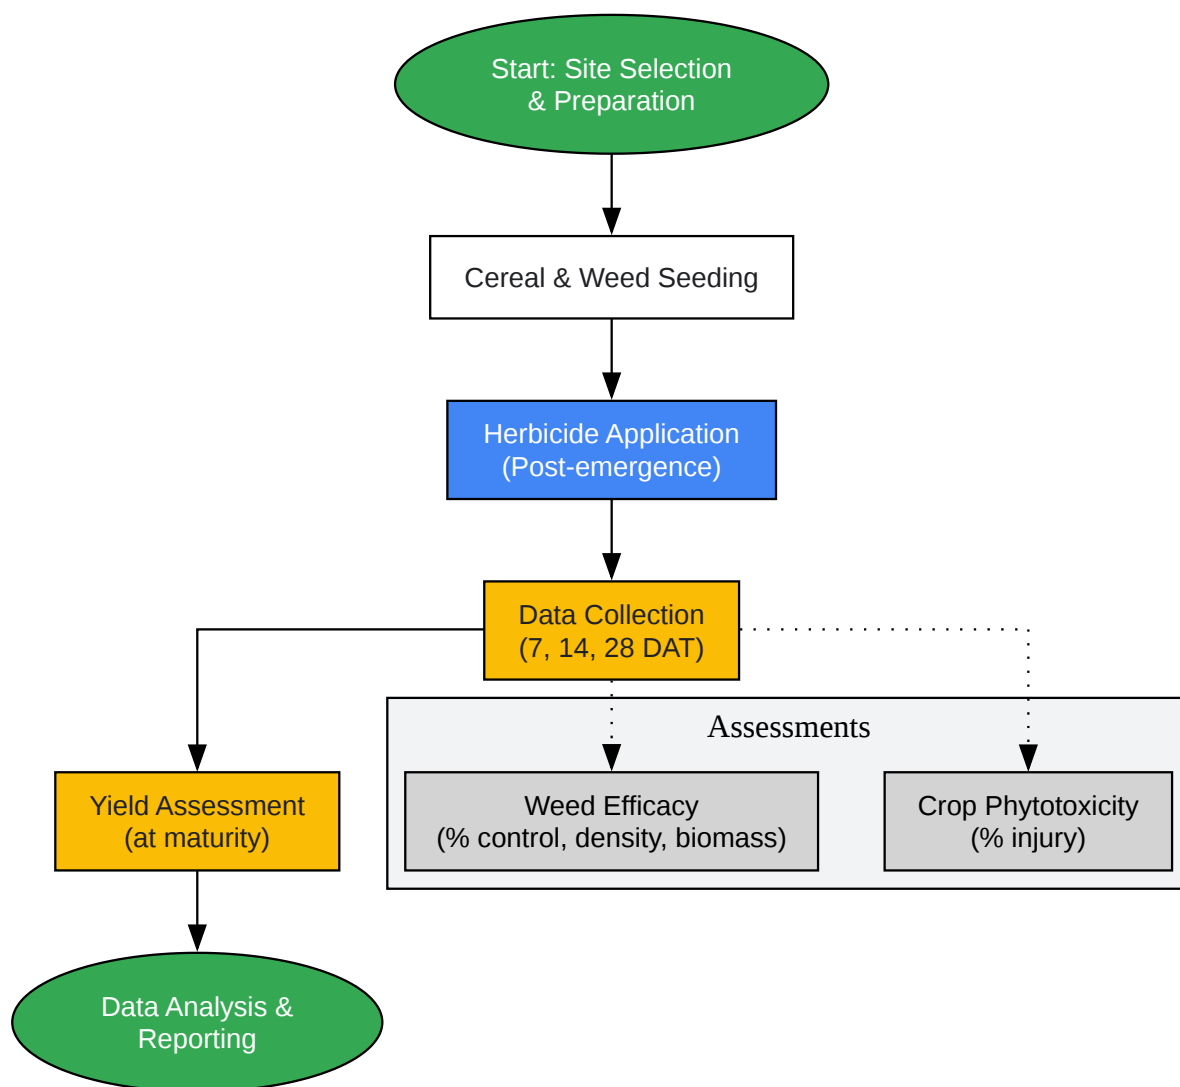 Start: Site Selection
& Preparation
Cereal & Weed Seeding
Herbicide Application
(Post-emergence)
Data Collection
(7, 14, 28 DAT)
Assessments
Yield Assessment
(at maturity)
Weed Efficacy
(% control, density, biomass)
Crop Phytotoxicity
(% injury)
Data Analysis &
Reporting